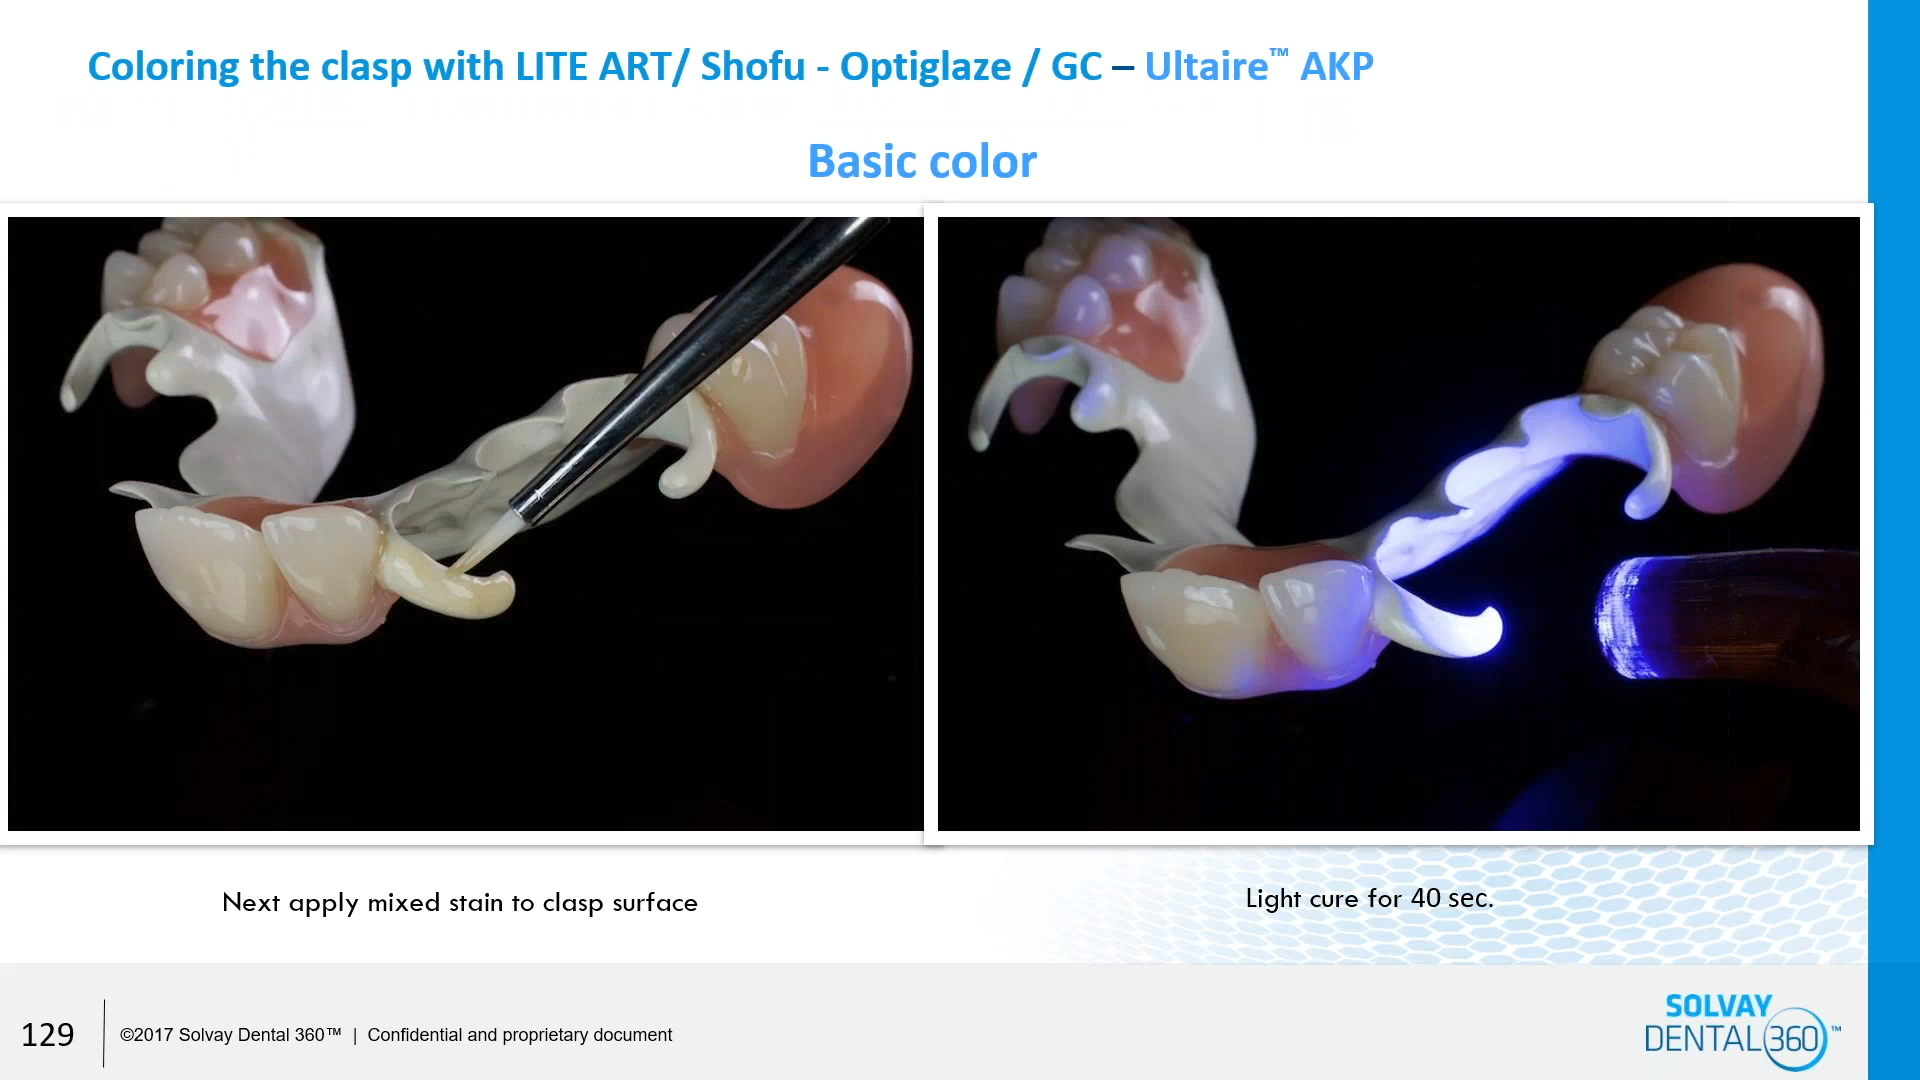 Coloring the clasp with LITE ART/ Shofu - Optiglaze / GC – Ultaire™ AKP
Basic color
Next apply mixed stain to clasp surface
Light cure for 40 sec.
129
©2017 Solvay Dental 360™ | Confidential and proprietary document
SOLVAY
DENTAL 360™